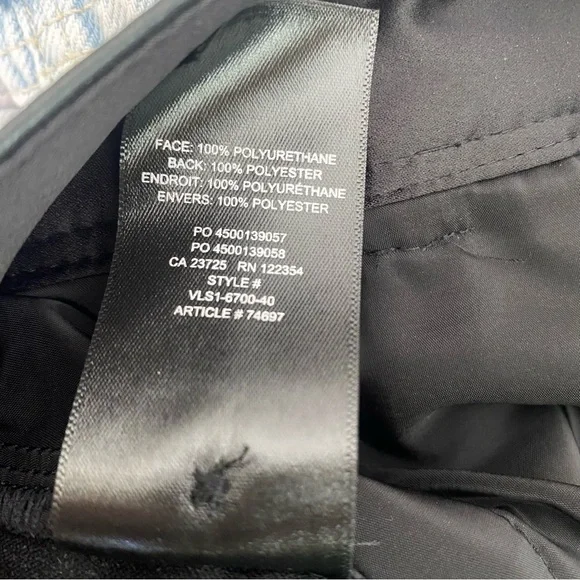 FACE: 100% POLYURETHANE
BACK: 100% POLYESTER
ENDROIT: 100% POLYURÉTHANE
ENVERS: 100% POLYESTER
PO 4500139057
PO 4500139058
CA 23725 RN 122354
STYLE #
VLS1-6700-40
ARTICLE # 74697